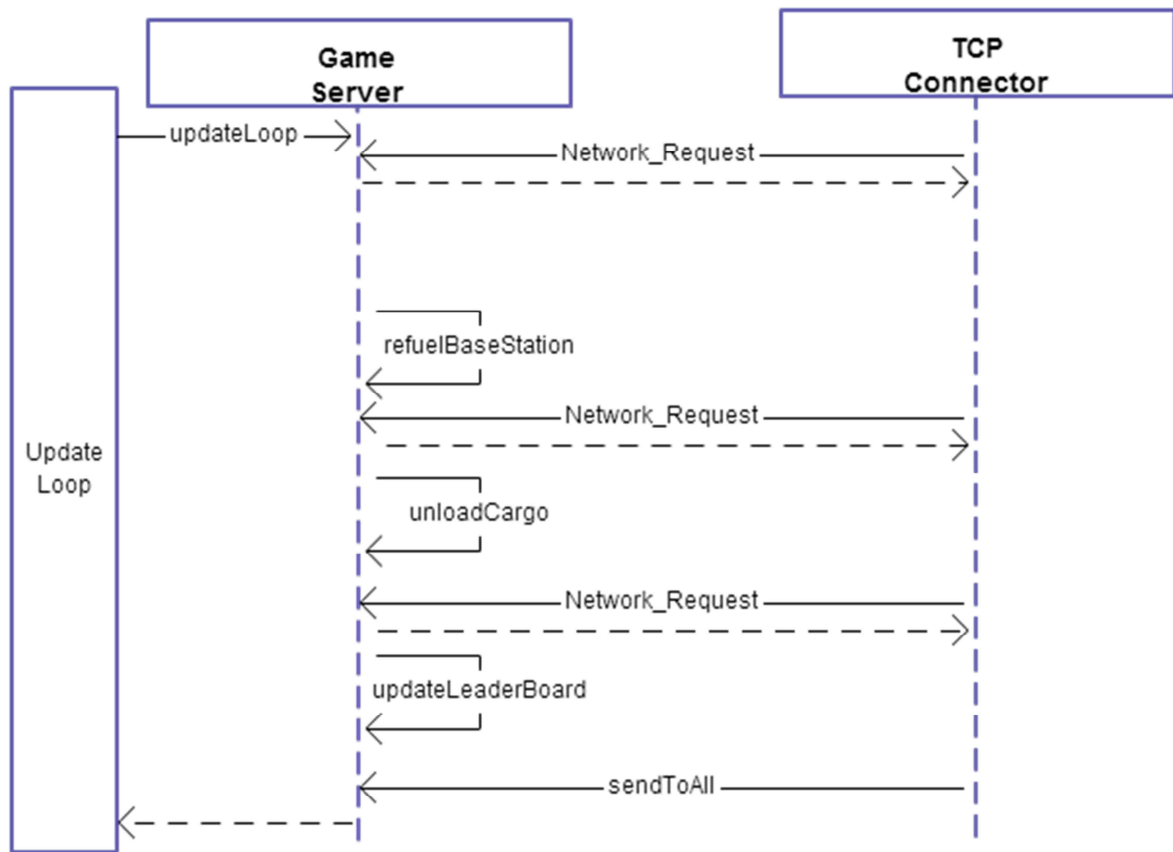 Game
Server
TCP
Connector
updateLoop
Network_Request
refuelBaseStation
Network_Request
Update
Loop
unloadCargo
Network_Request
updateLeaderBoard
sendToAll